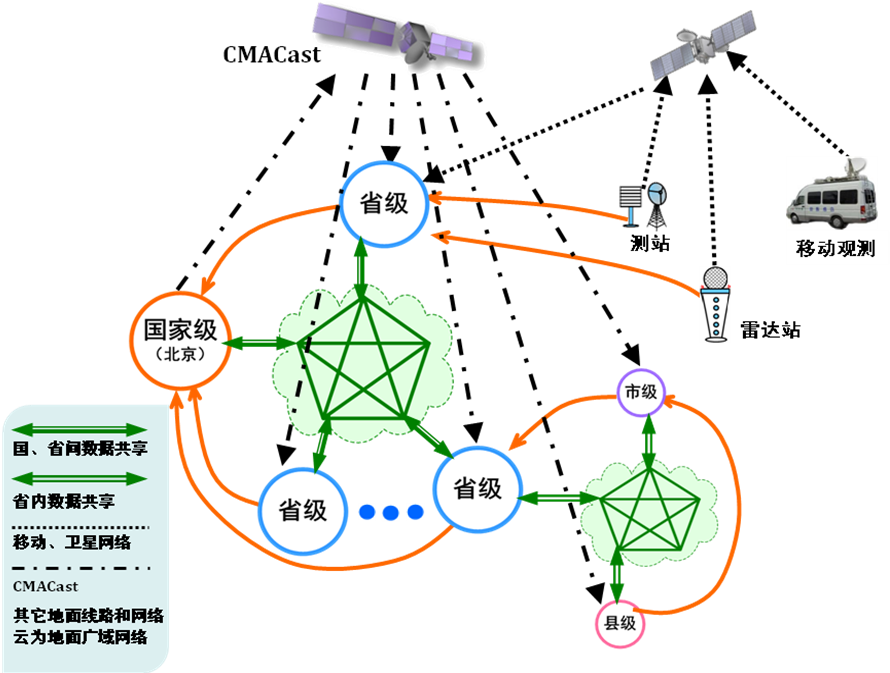 CMACast
省级
测站
移动观测
国家级
(北京)
雷达站
市级
省级
省级
县级
国、省间数据共享
省内数据共享
移动、卫星网络
CMACast
其它地面线路和网络
云为地面广域网络